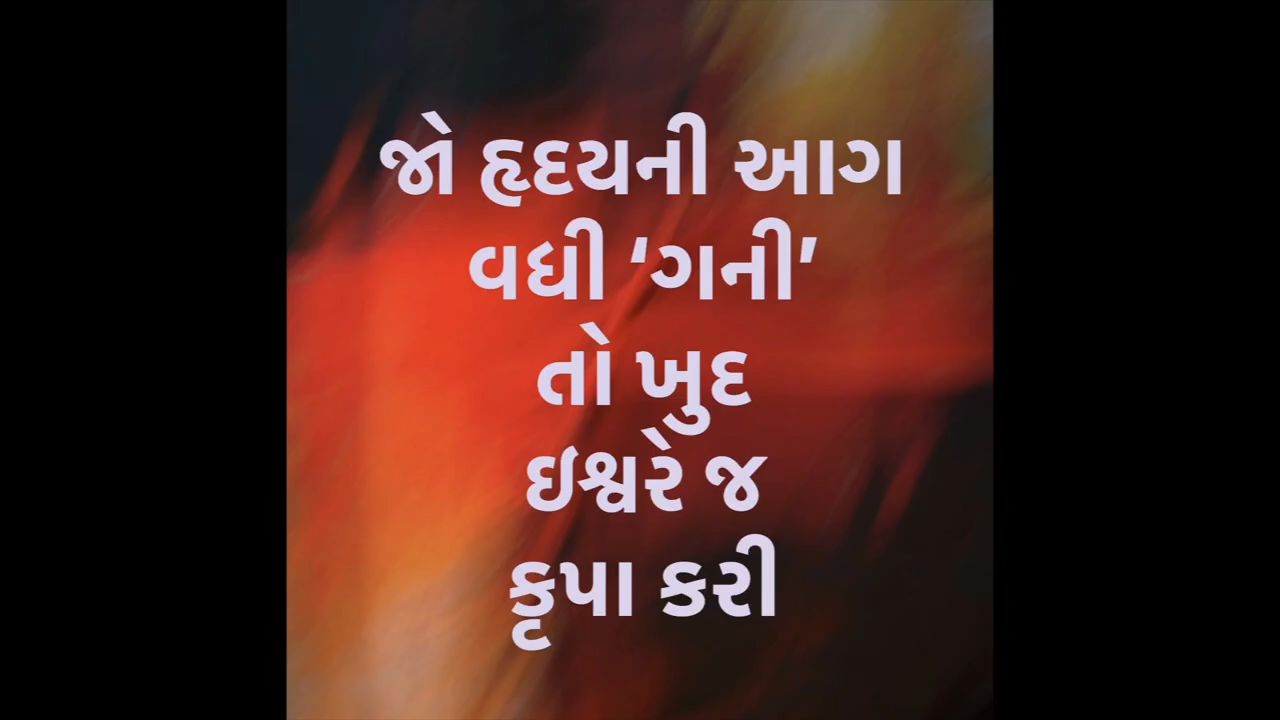 જો હૃદયની આગ
વધી ‘ગની’
તો ખુદ
ઇશ્વરે જ
કૃપા કરી